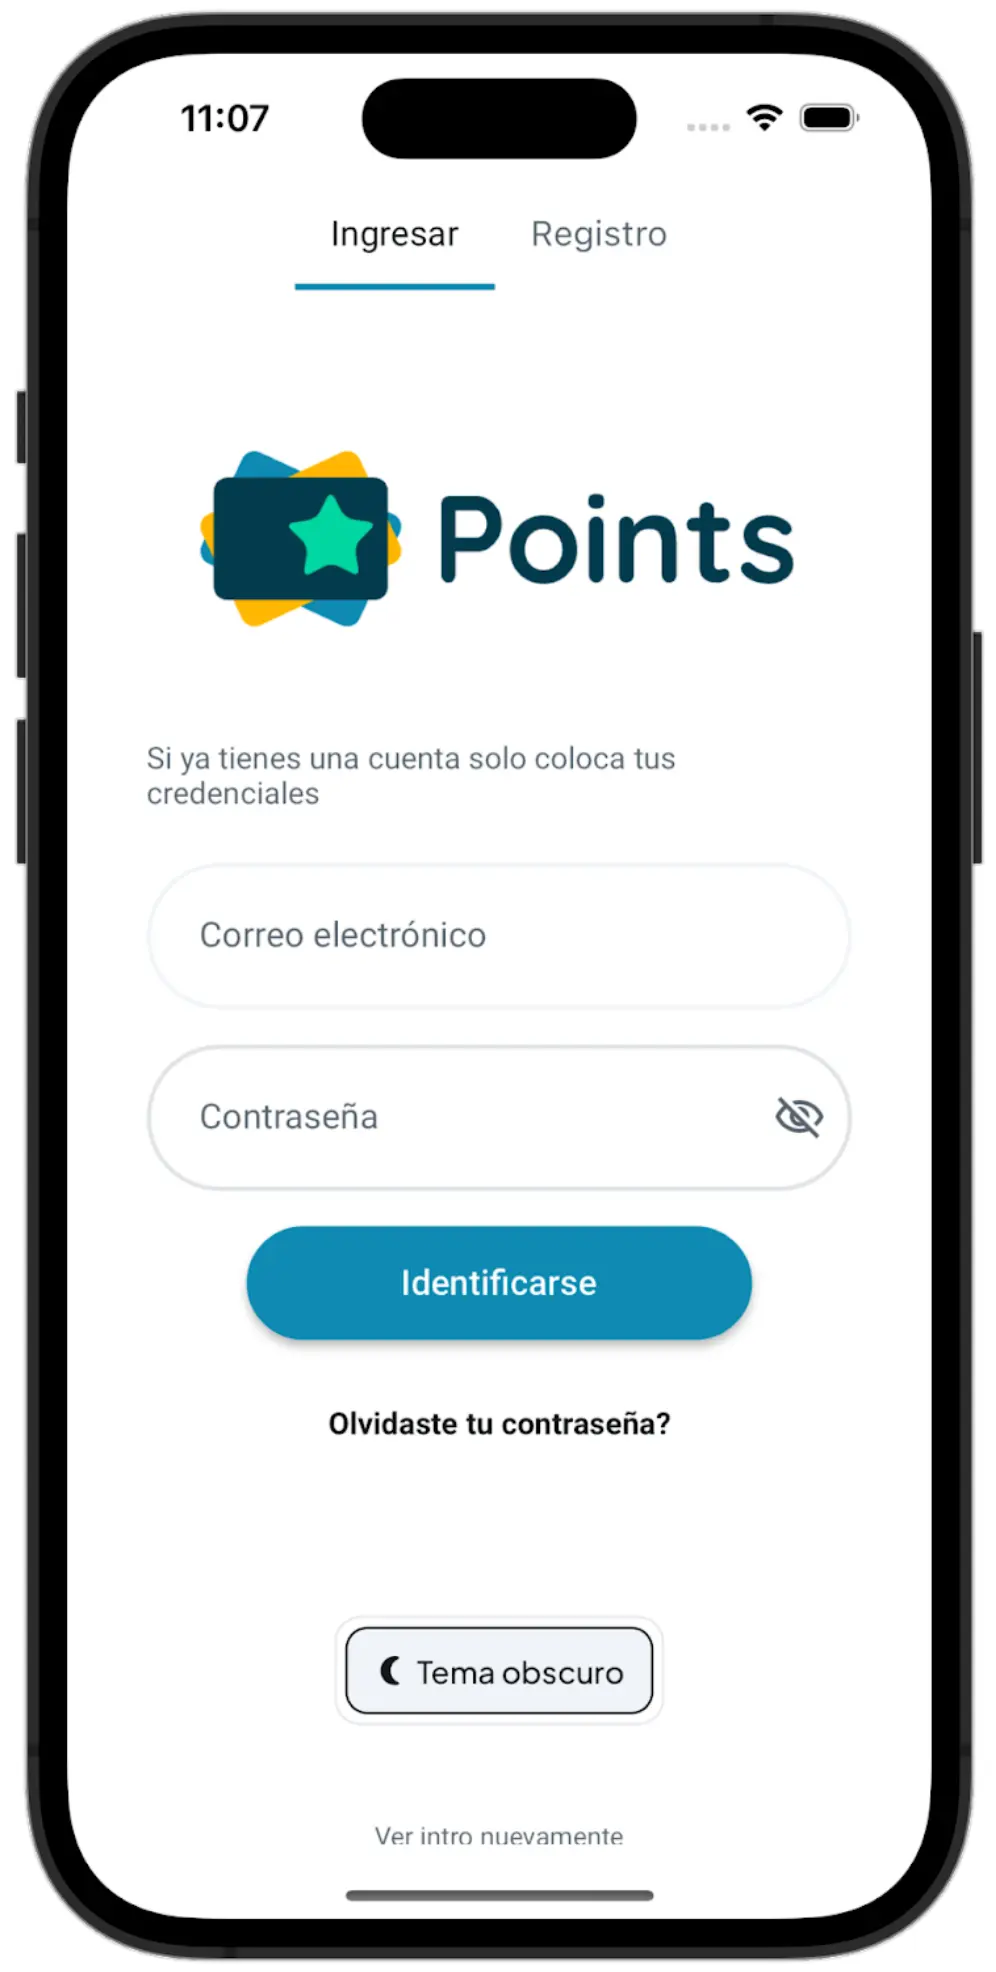 11:07
Ingresar Registro
Points
Si ya tienes una cuenta solo coloca tus
credenciales
Correo electrónico
Contraseña
Identificarse
Olvidaste tu contraseña?
Tema obscuro
Ver intro nuevamente